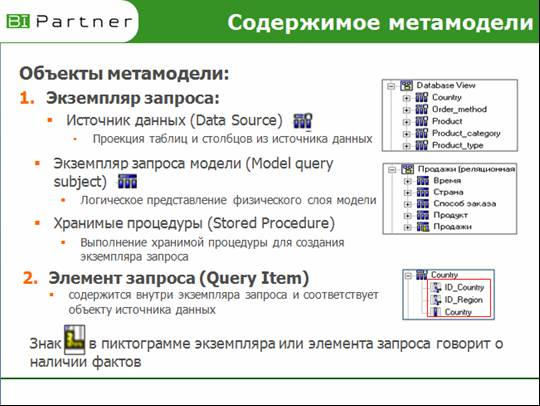 BI Partner
Содержимое метамодели
Объекты метамодели:
1. Экземпляр запроса:
Источник данных (Data Source)
Проекция таблиц и столбцов из источника данных
Экземпляр запроса модели (Model query
subject)
Логическое представление физического слоя модели
Хранимые процедуры (Stored Procedure)
Выполнение хранимой процедуры для создания
экземпляра запроса
2. Элемент запроса (Query Item)
содержится внутри экземпляра запроса и соответствует
объекту источника данных
Знак в пиктограмме экземпляра или элемента запроса говорит о
наличии фактов
Database View
Country
Order_method
Product
Product_category
Product_type
Продажи (реляционная
Время
Страна
Способ заказа
Продукт
Продажи
Country
ID_Country
ID_Region
Country